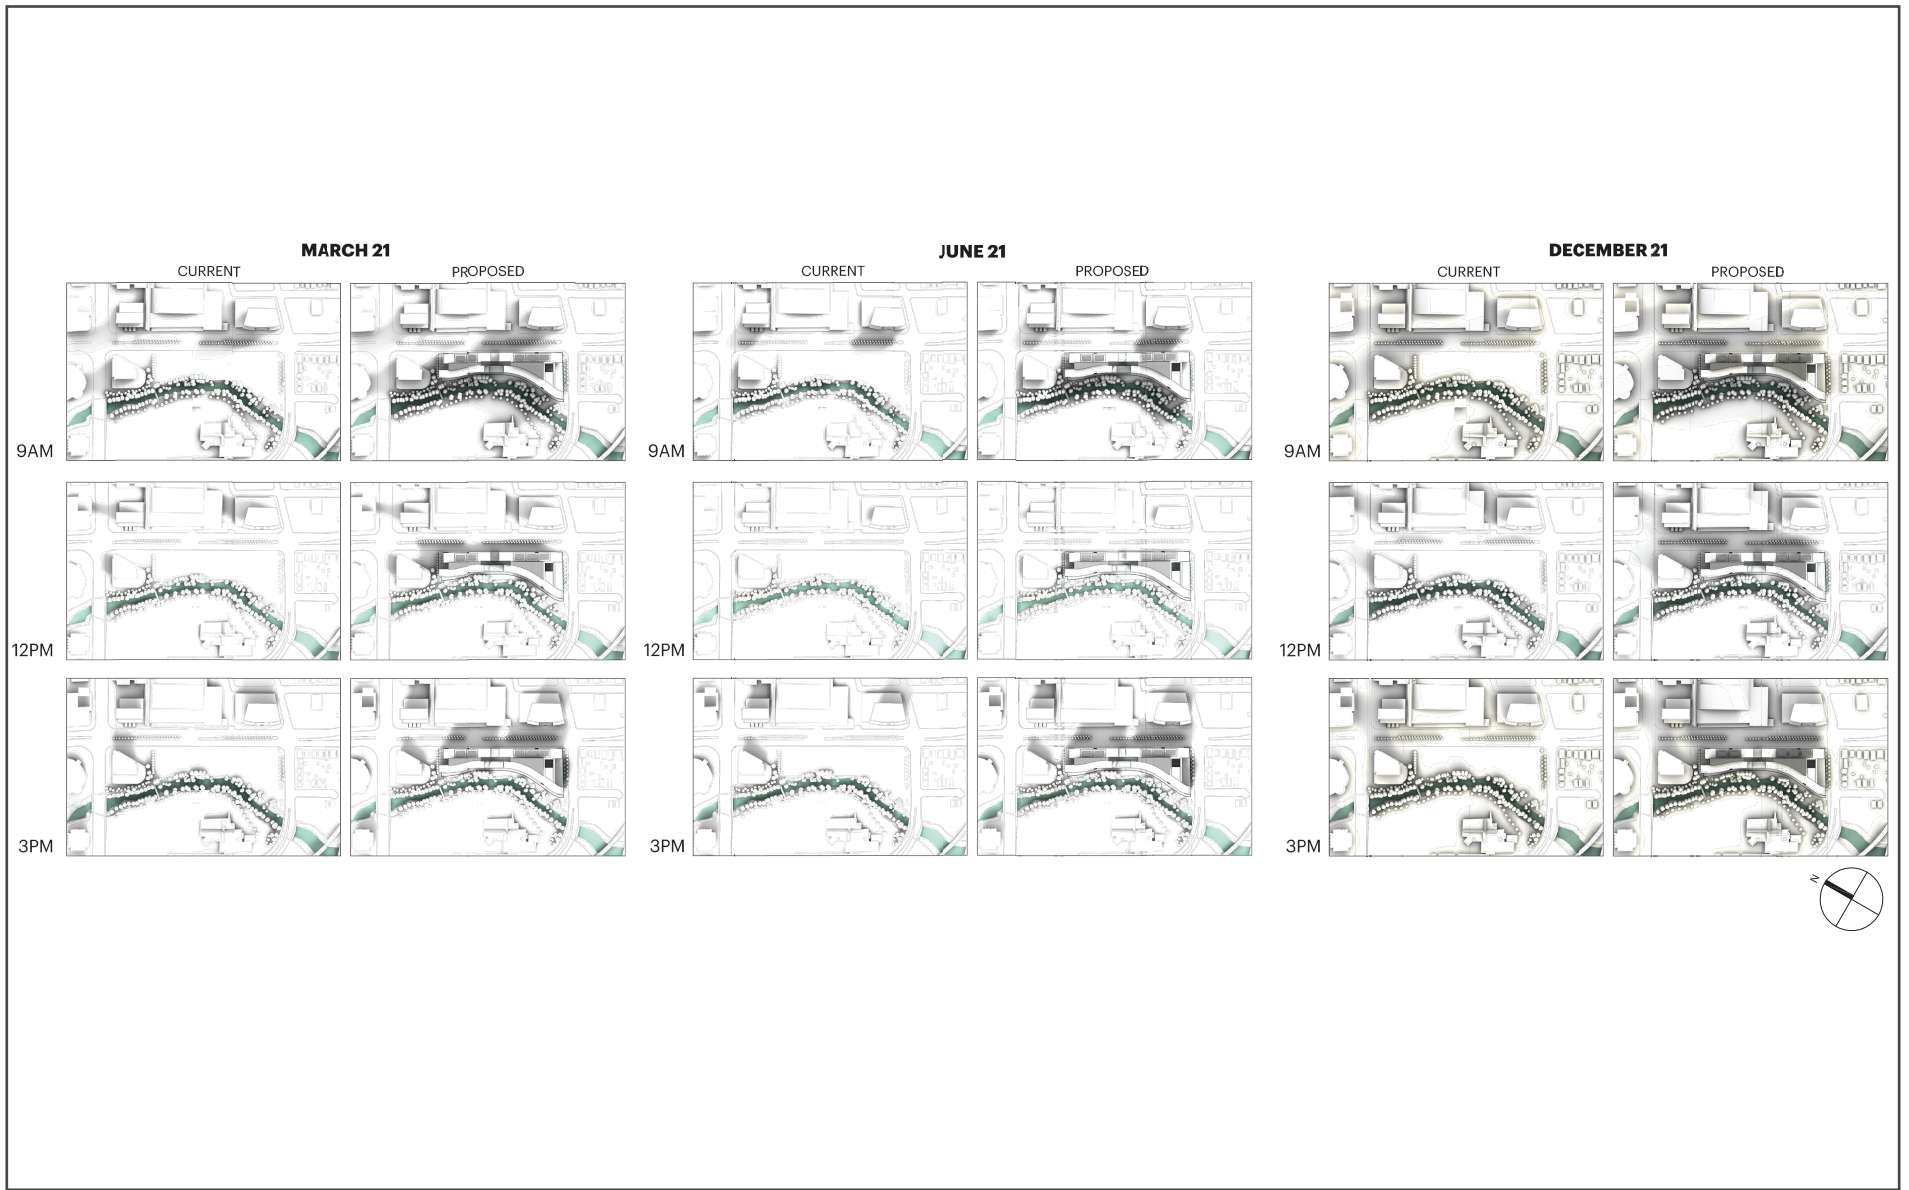 MARCH 21
JUNE 21
DECEMBER 21
CURRENT
PROPOSED
CURRENT
PROPOSED
CURRENT
PROPOSED
9AM
9AM
9AM
12PM
12PM
12PM
3PM
3PM
3PM
N